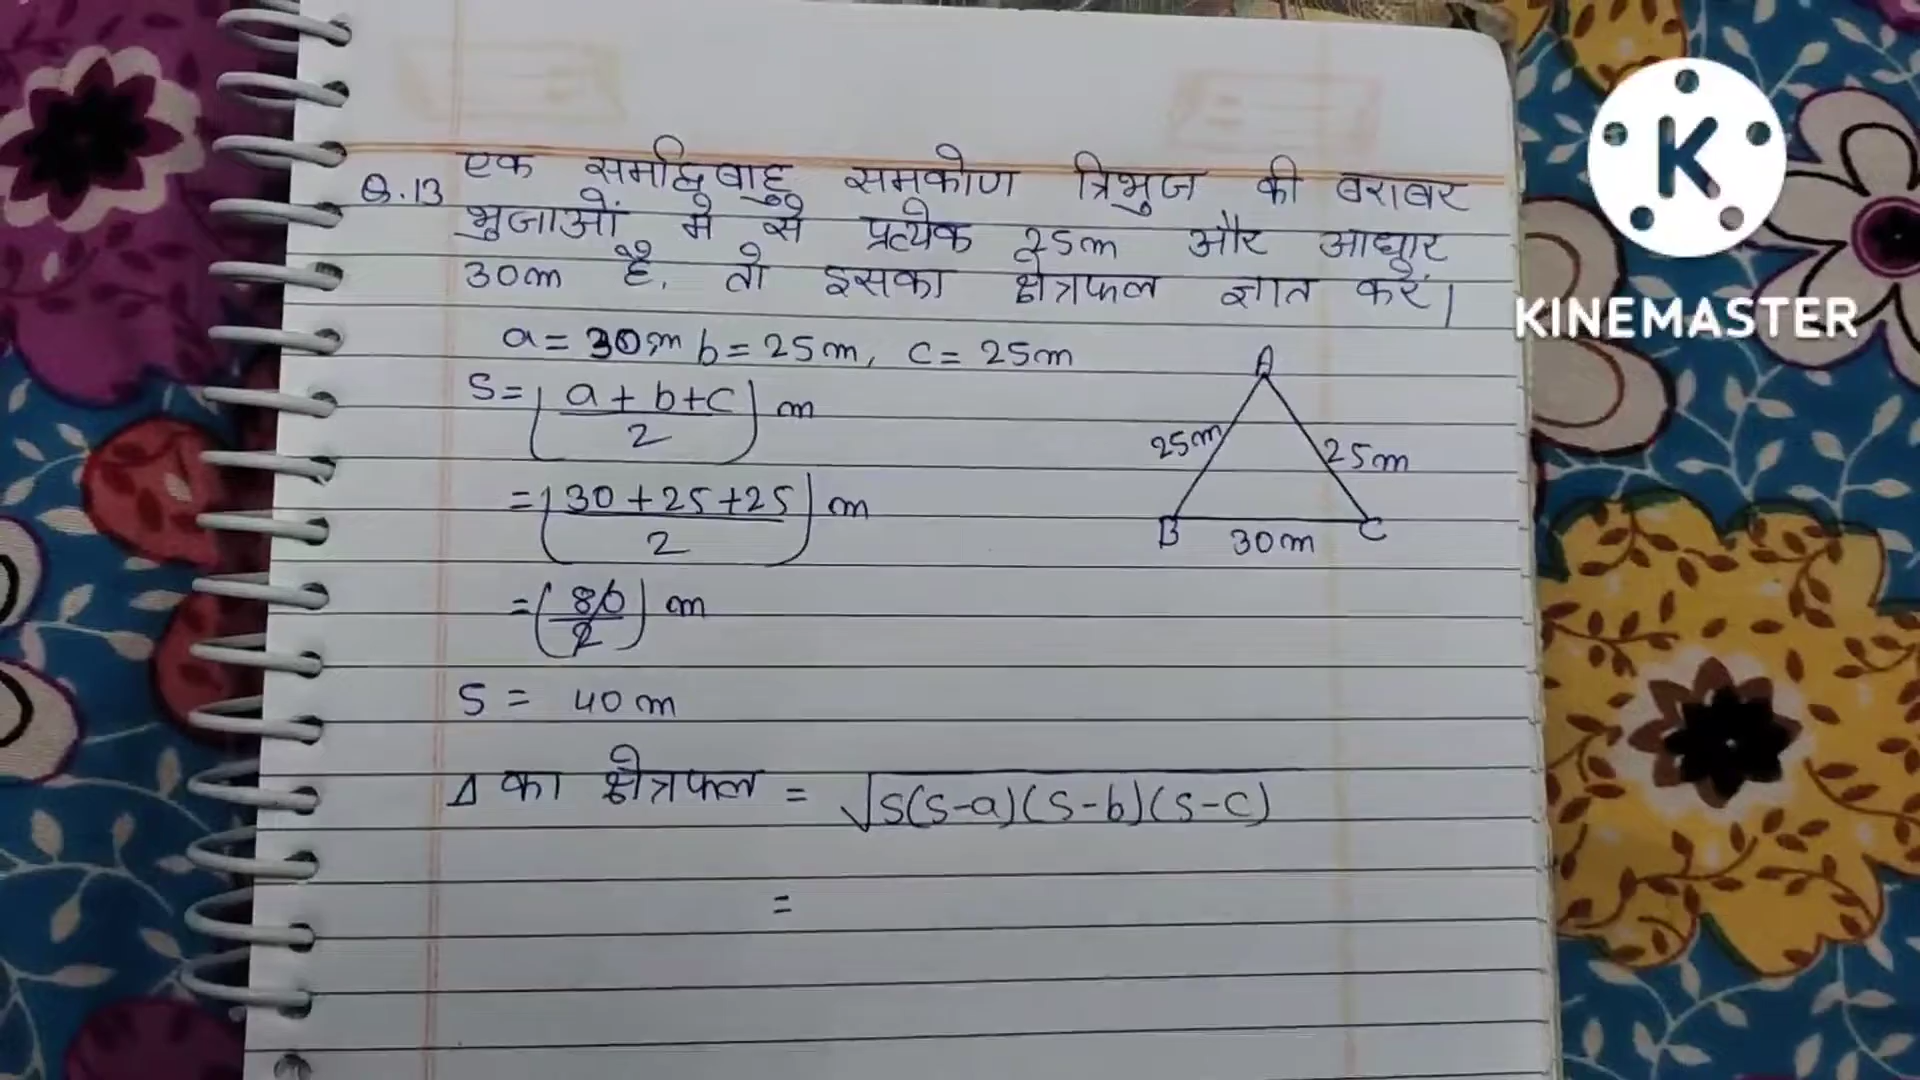 Q.13 एक समद्विबाहु समकोण त्रिभुज की बराबर
भुजाओं मे से प्रत्येक 25m और आधार
30m है, तो इसका क्षेत्रफल ज्ञात करें।
a = 30m b = 25m, c = 25m
S = (a + b + c / 2) m
= (30 + 25 + 25 / 2) m
= (80 / 2) m
S = 40 m
Δ का क्षेत्रफल = √S(S-a)(S-b)(S-c)
=
A
25m
25m
B
30m
C
K
KINEMASTER